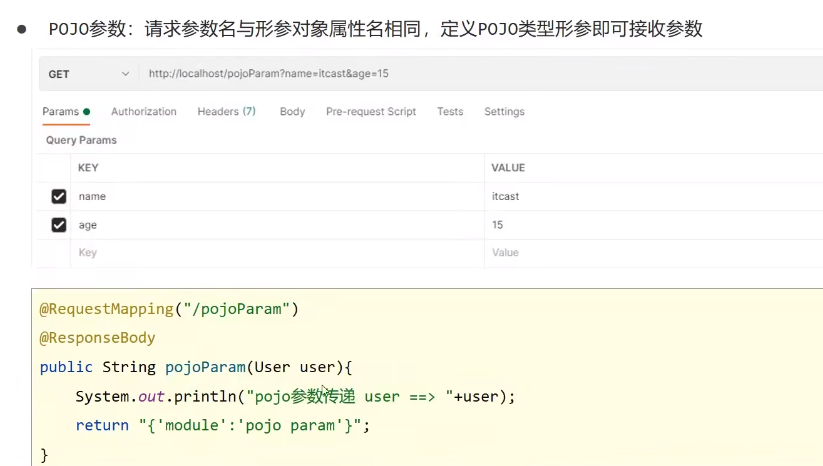 ● POJO参数：请求参数名与形参对象属性名相同，定义POJO类型形参即可接收参数
GET http://localhost/pojoParam?name=itcast&age=15
Params Authorization Headers (7) Body Pre-request Script Tests Settings
Query Params
KEY VALUE
name itcast
age 15
Key Value
@RequestMapping("/pojoParam")
@ResponseBody
public String pojoParam(User user){
    System.out.println("pojo参数传递 user ==> "+user);
    return "{'module':'pojo param'}";
}